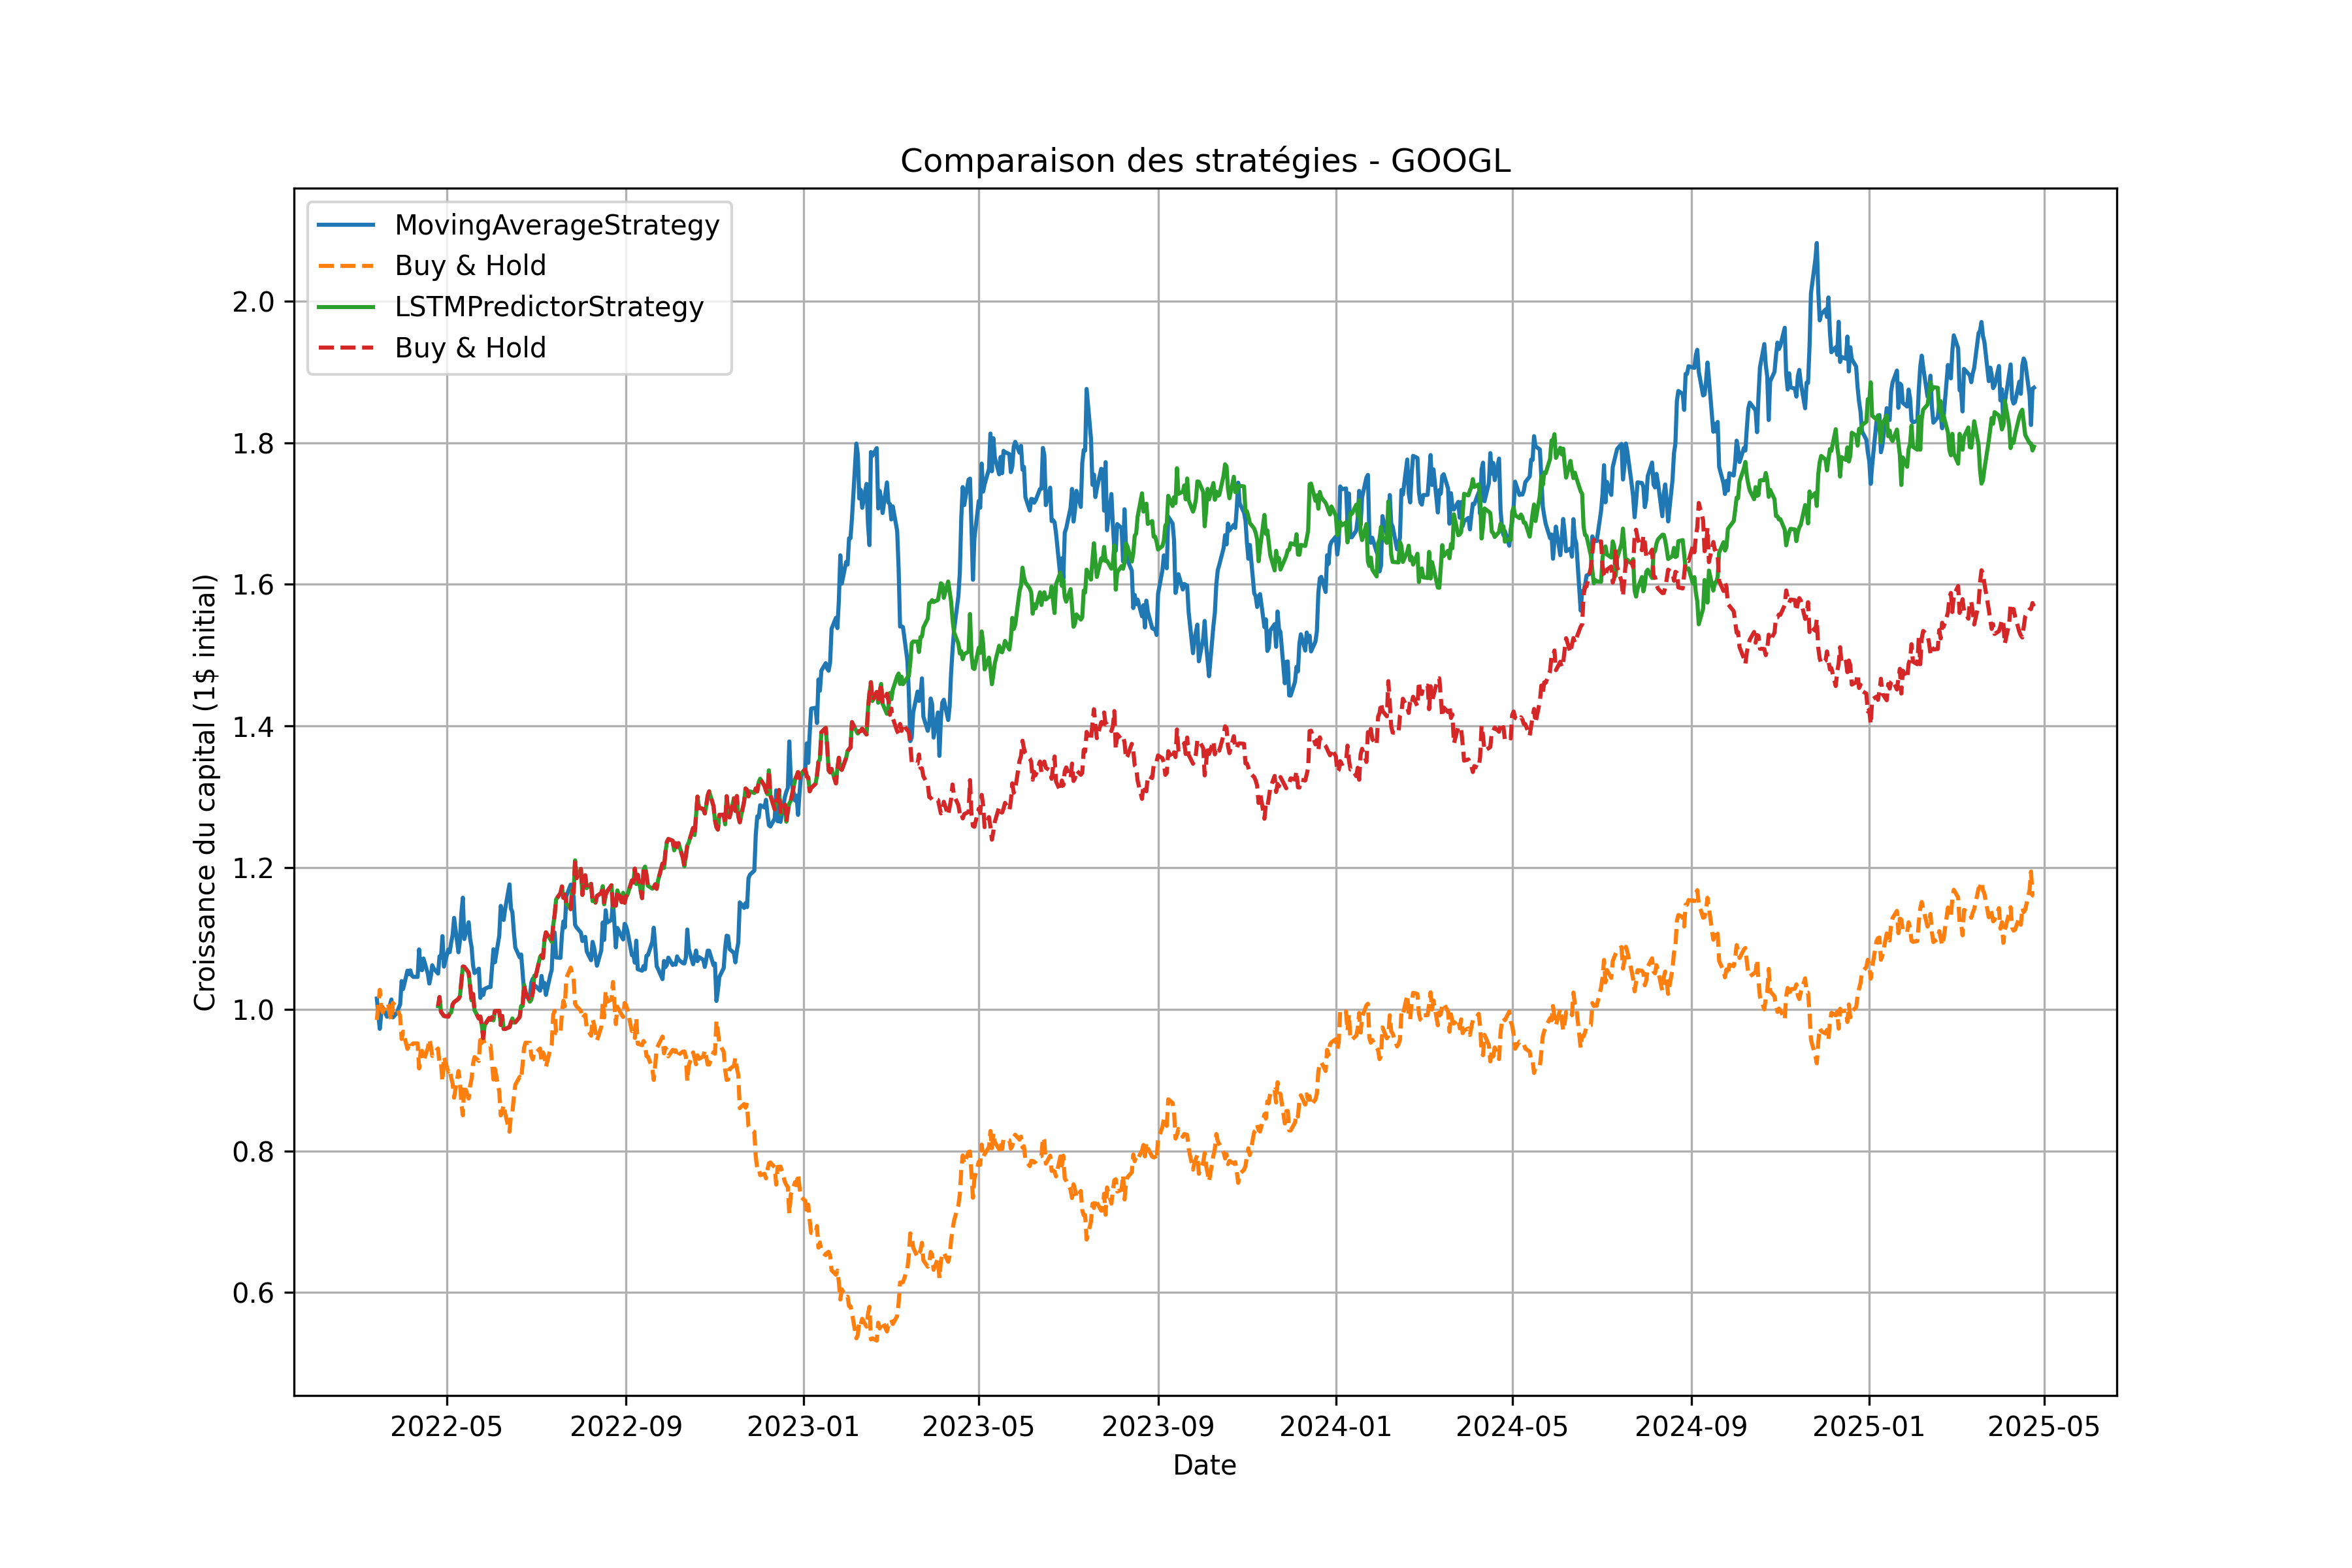 Comparaison des stratégies - GOOGL
MovingAverageStrategy
Buy & Hold
LSTMPredictorStrategy
Buy & Hold
Croissance du capital (1$ initial)
2.0
1.8
1.6
1.4
1.2
1.0
0.8
0.6
2022-05 2022-09 2023-01 2023-05 2023-09 2024-01 2024-05 2024-09 2025-01 2025-05
Date